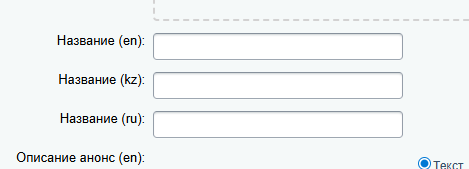 Название (en):
Название (kz):
Название (ru):
Описание анонс (en):
Текст